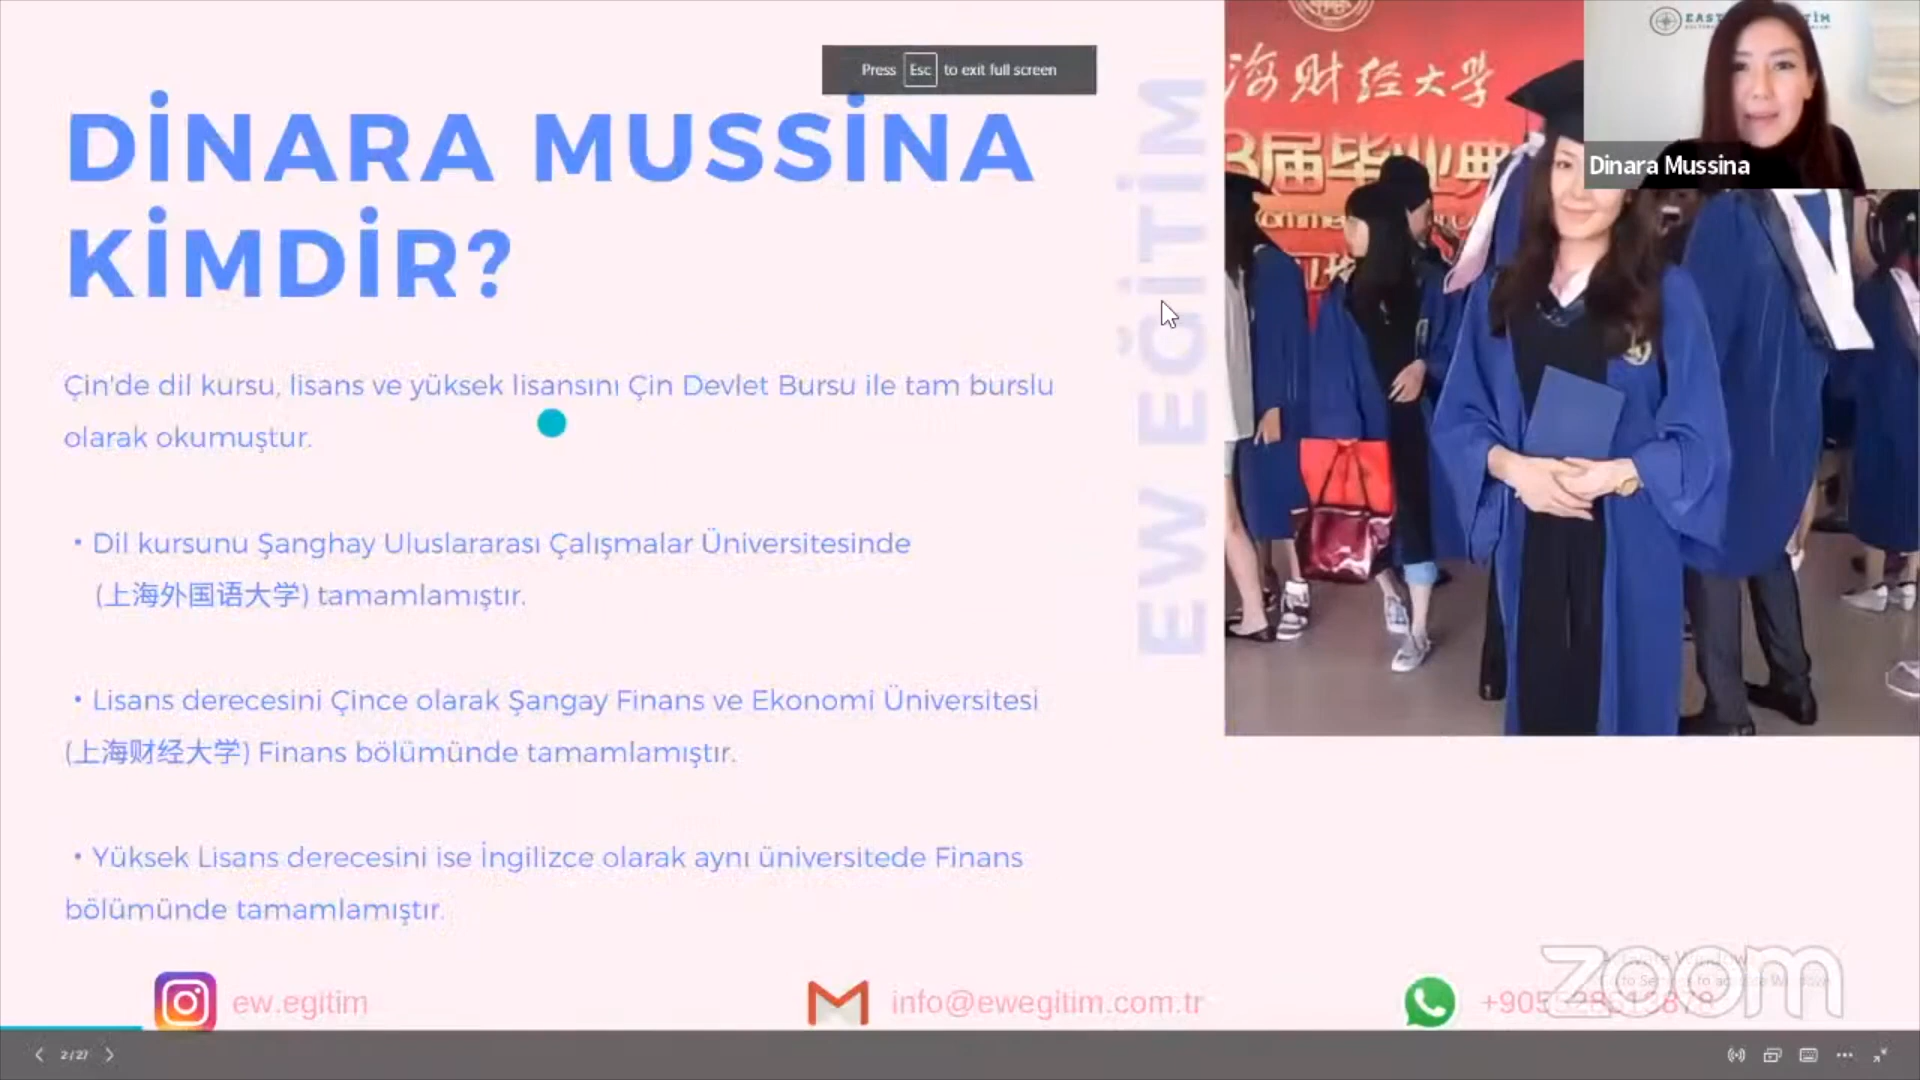 Press Esc to exit full screen
DİNARA MUSSİNA
KİMDİR?
Çin'de dil kursu, lisans ve yüksek lisansını Çin Devlet Bursu ile tam burslu
olarak okumuştur.
• Dil kursunu Şanghay Uluslararası Çalışmalar Üniversitesinde
(上海外国语大学) tamamlamıştır.
• Lisans derecesini Çince olarak Şangay Finans ve Ekonomi Üniversitesi
(上海财经大学) Finans bölümünde tamamlamıştır.
• Yüksek Lisans derecesini ise İngilizce olarak aynı üniversitede Finans
bölümünde tamamlamıştır.
EW EĞİTİM
海财经大学
届毕业典
Dinara Mussina
ew.egitim
info@ewegitim.com.tr
zoom
2 / 27